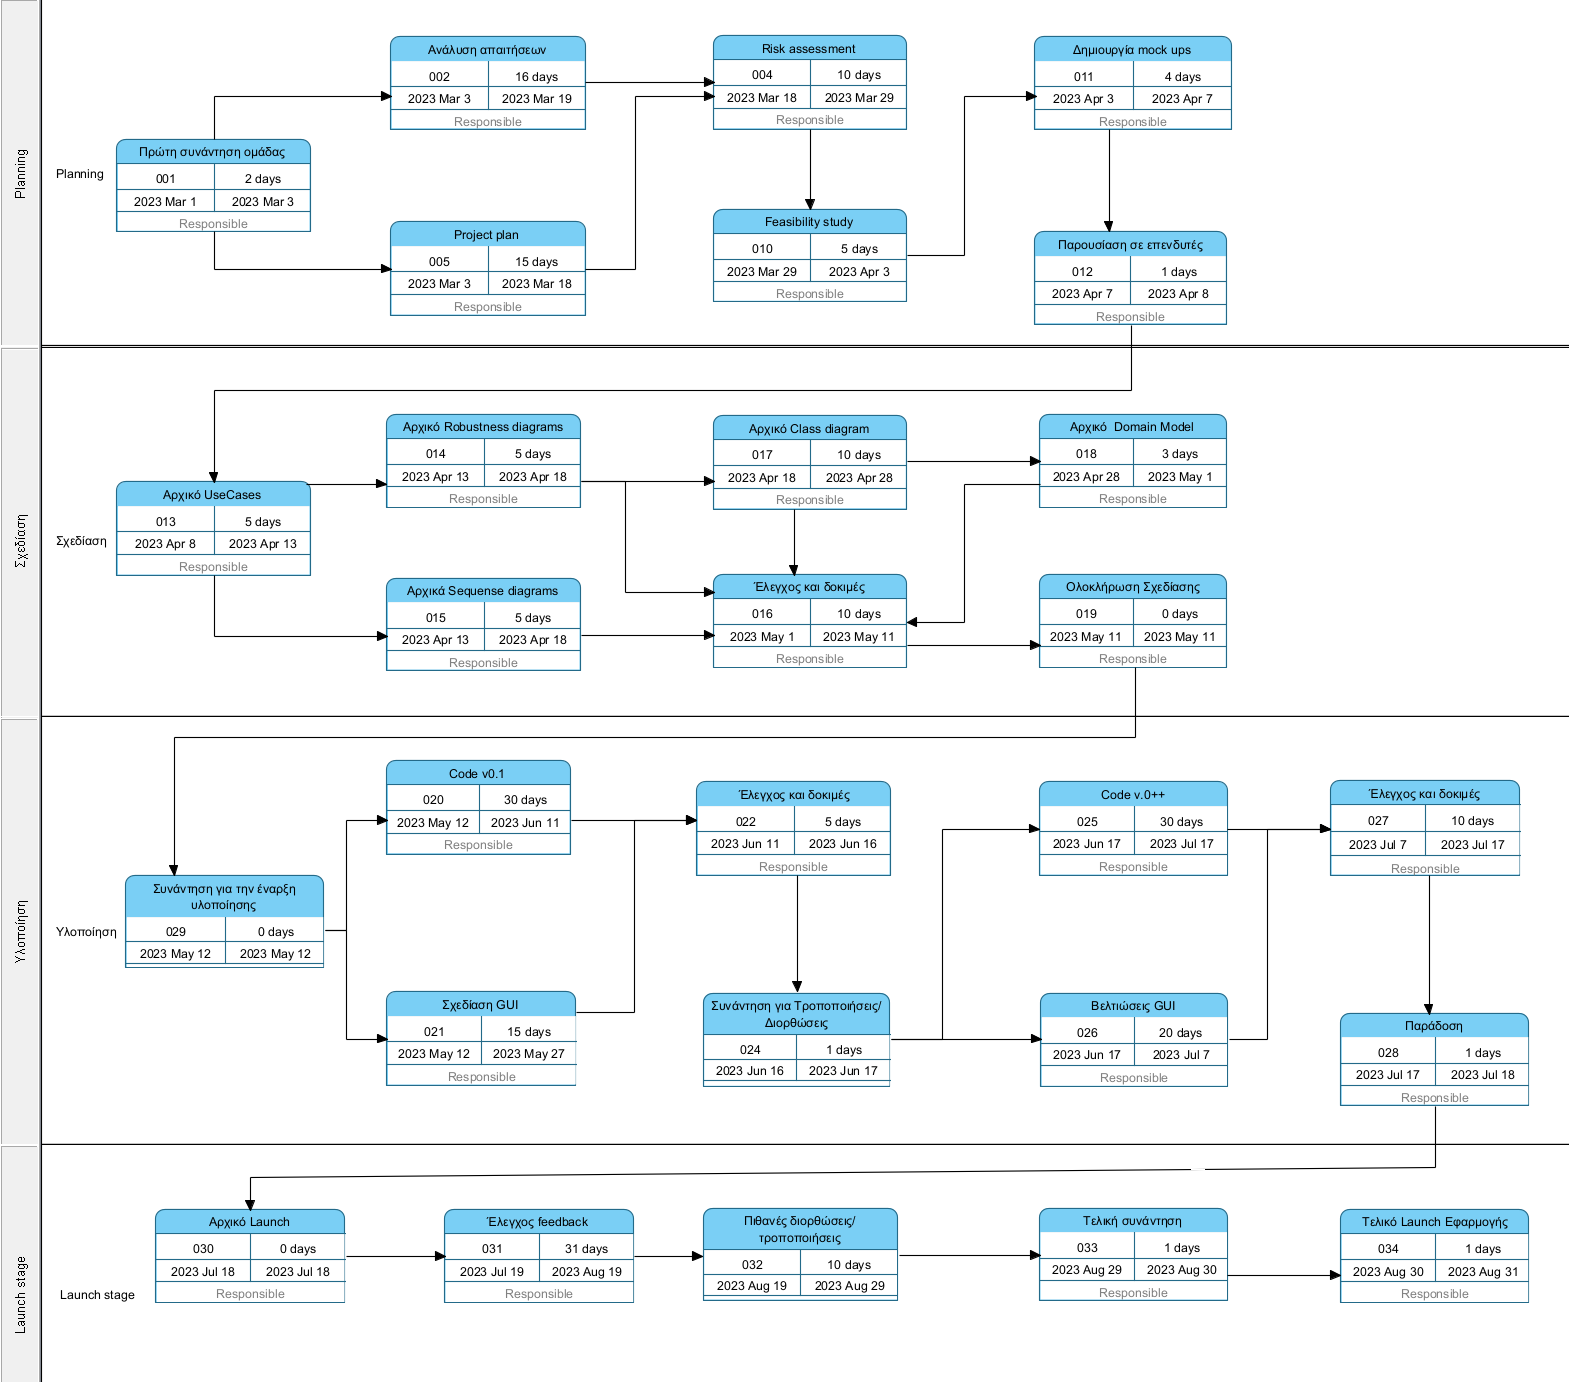 Planning
Planning
Πρώτη συνάντηση ομάδας
001 2 days
2023 Mar 1 2023 Mar 3
Responsible
Ανάλυση απαιτήσεων
002 16 days
2023 Mar 3 2023 Mar 19
Responsible
Project plan
005 15 days
2023 Mar 3 2023 Mar 18
Responsible
Risk assessment
004 10 days
2023 Mar 18 2023 Mar 29
Responsible
Feasibility study
010 5 days
2023 Mar 29 2023 Apr 3
Responsible
Δημιουργία mock ups
011 4 days
2023 Apr 3 2023 Apr 7
Responsible
Παρουσίαση σε επενδυτές
012 1 days
2023 Apr 7 2023 Apr 8
Responsible
Σχεδίαση
Σχεδίαση
Αρχικό UseCases
013 5 days
2023 Apr 8 2023 Apr 13
Responsible
Αρχικό Robustness diagrams
014 5 days
2023 Apr 13 2023 Apr 18
Responsible
Αρχικά Sequense diagrams
015 5 days
2023 Apr 13 2023 Apr 18
Responsible
Αρχικό Class diagram
017 10 days
2023 Apr 18 2023 Apr 28
Responsible
Έλεγχος και δοκιμές
016 10 days
2023 May 1 2023 May 11
Responsible
Αρχικό Domain Model
018 3 days
2023 Apr 28 2023 May 1
Responsible
Ολοκλήρωση Σχεδίασης
019 0 days
2023 May 11 2023 May 11
Responsible
Υλοποίηση
Υλοποίηση
Συνάντηση για την έναρξη
υλοποίησης
029 0 days
2023 May 12 2023 May 12
Code v0.1
020 30 days
2023 May 12 2023 Jun 11
Responsible
Σχεδίαση GUI
021 15 days
2023 May 12 2023 May 27
Responsible
Έλεγχος και δοκιμές
022 5 days
2023 Jun 11 2023 Jun 16
Responsible
Συνάντηση για Τροποποιήσεις/
Διορθώσεις
024 1 days
2023 Jun 16 2023 Jun 17
Code v.0++
025 30 days
2023 Jun 17 2023 Jul 17
Responsible
Βελτιώσεις GUI
026 20 days
2023 Jun 17 2023 Jul 7
Responsible
Έλεγχος και δοκιμές
027 10 days
2023 Jul 7 2023 Jul 17
Responsible
Παράδοση
028 1 days
2023 Jul 17 2023 Jul 18
Responsible
Launch stage
Launch stage
Αρχικό Launch
030 0 days
2023 Jul 18 2023 Jul 18
Responsible
Έλεγχος feedback
031 31 days
2023 Jul 19 2023 Aug 19
Responsible
Πιθανές διορθώσεις/
τροποποιήσεις
032 10 days
2023 Aug 19 2023 Aug 29
Τελική συνάντηση
033 1 days
2023 Aug 29 2023 Aug 30
Responsible
Τελικό Launch Εφαρμογής
034 1 days
2023 Aug 30 2023 Aug 31
Responsible